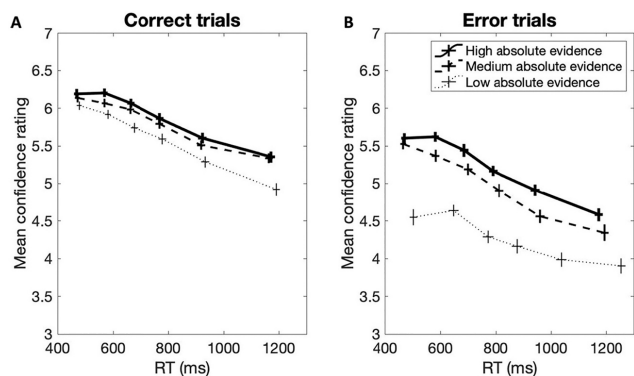 A
Correct trials
7
6.5
6
5.5
5
4.5
4
3.5
3
Mean confidence rating
400
600
800
1000
1200
RT (ms)
B
Error trials
High absolute evidence
Medium absolute evidence
Low absolute evidence
7
6.5
6
5.5
5
4.5
4
3.5
3
Mean confidence rating
400
600
800
1000
1200
RT (ms)